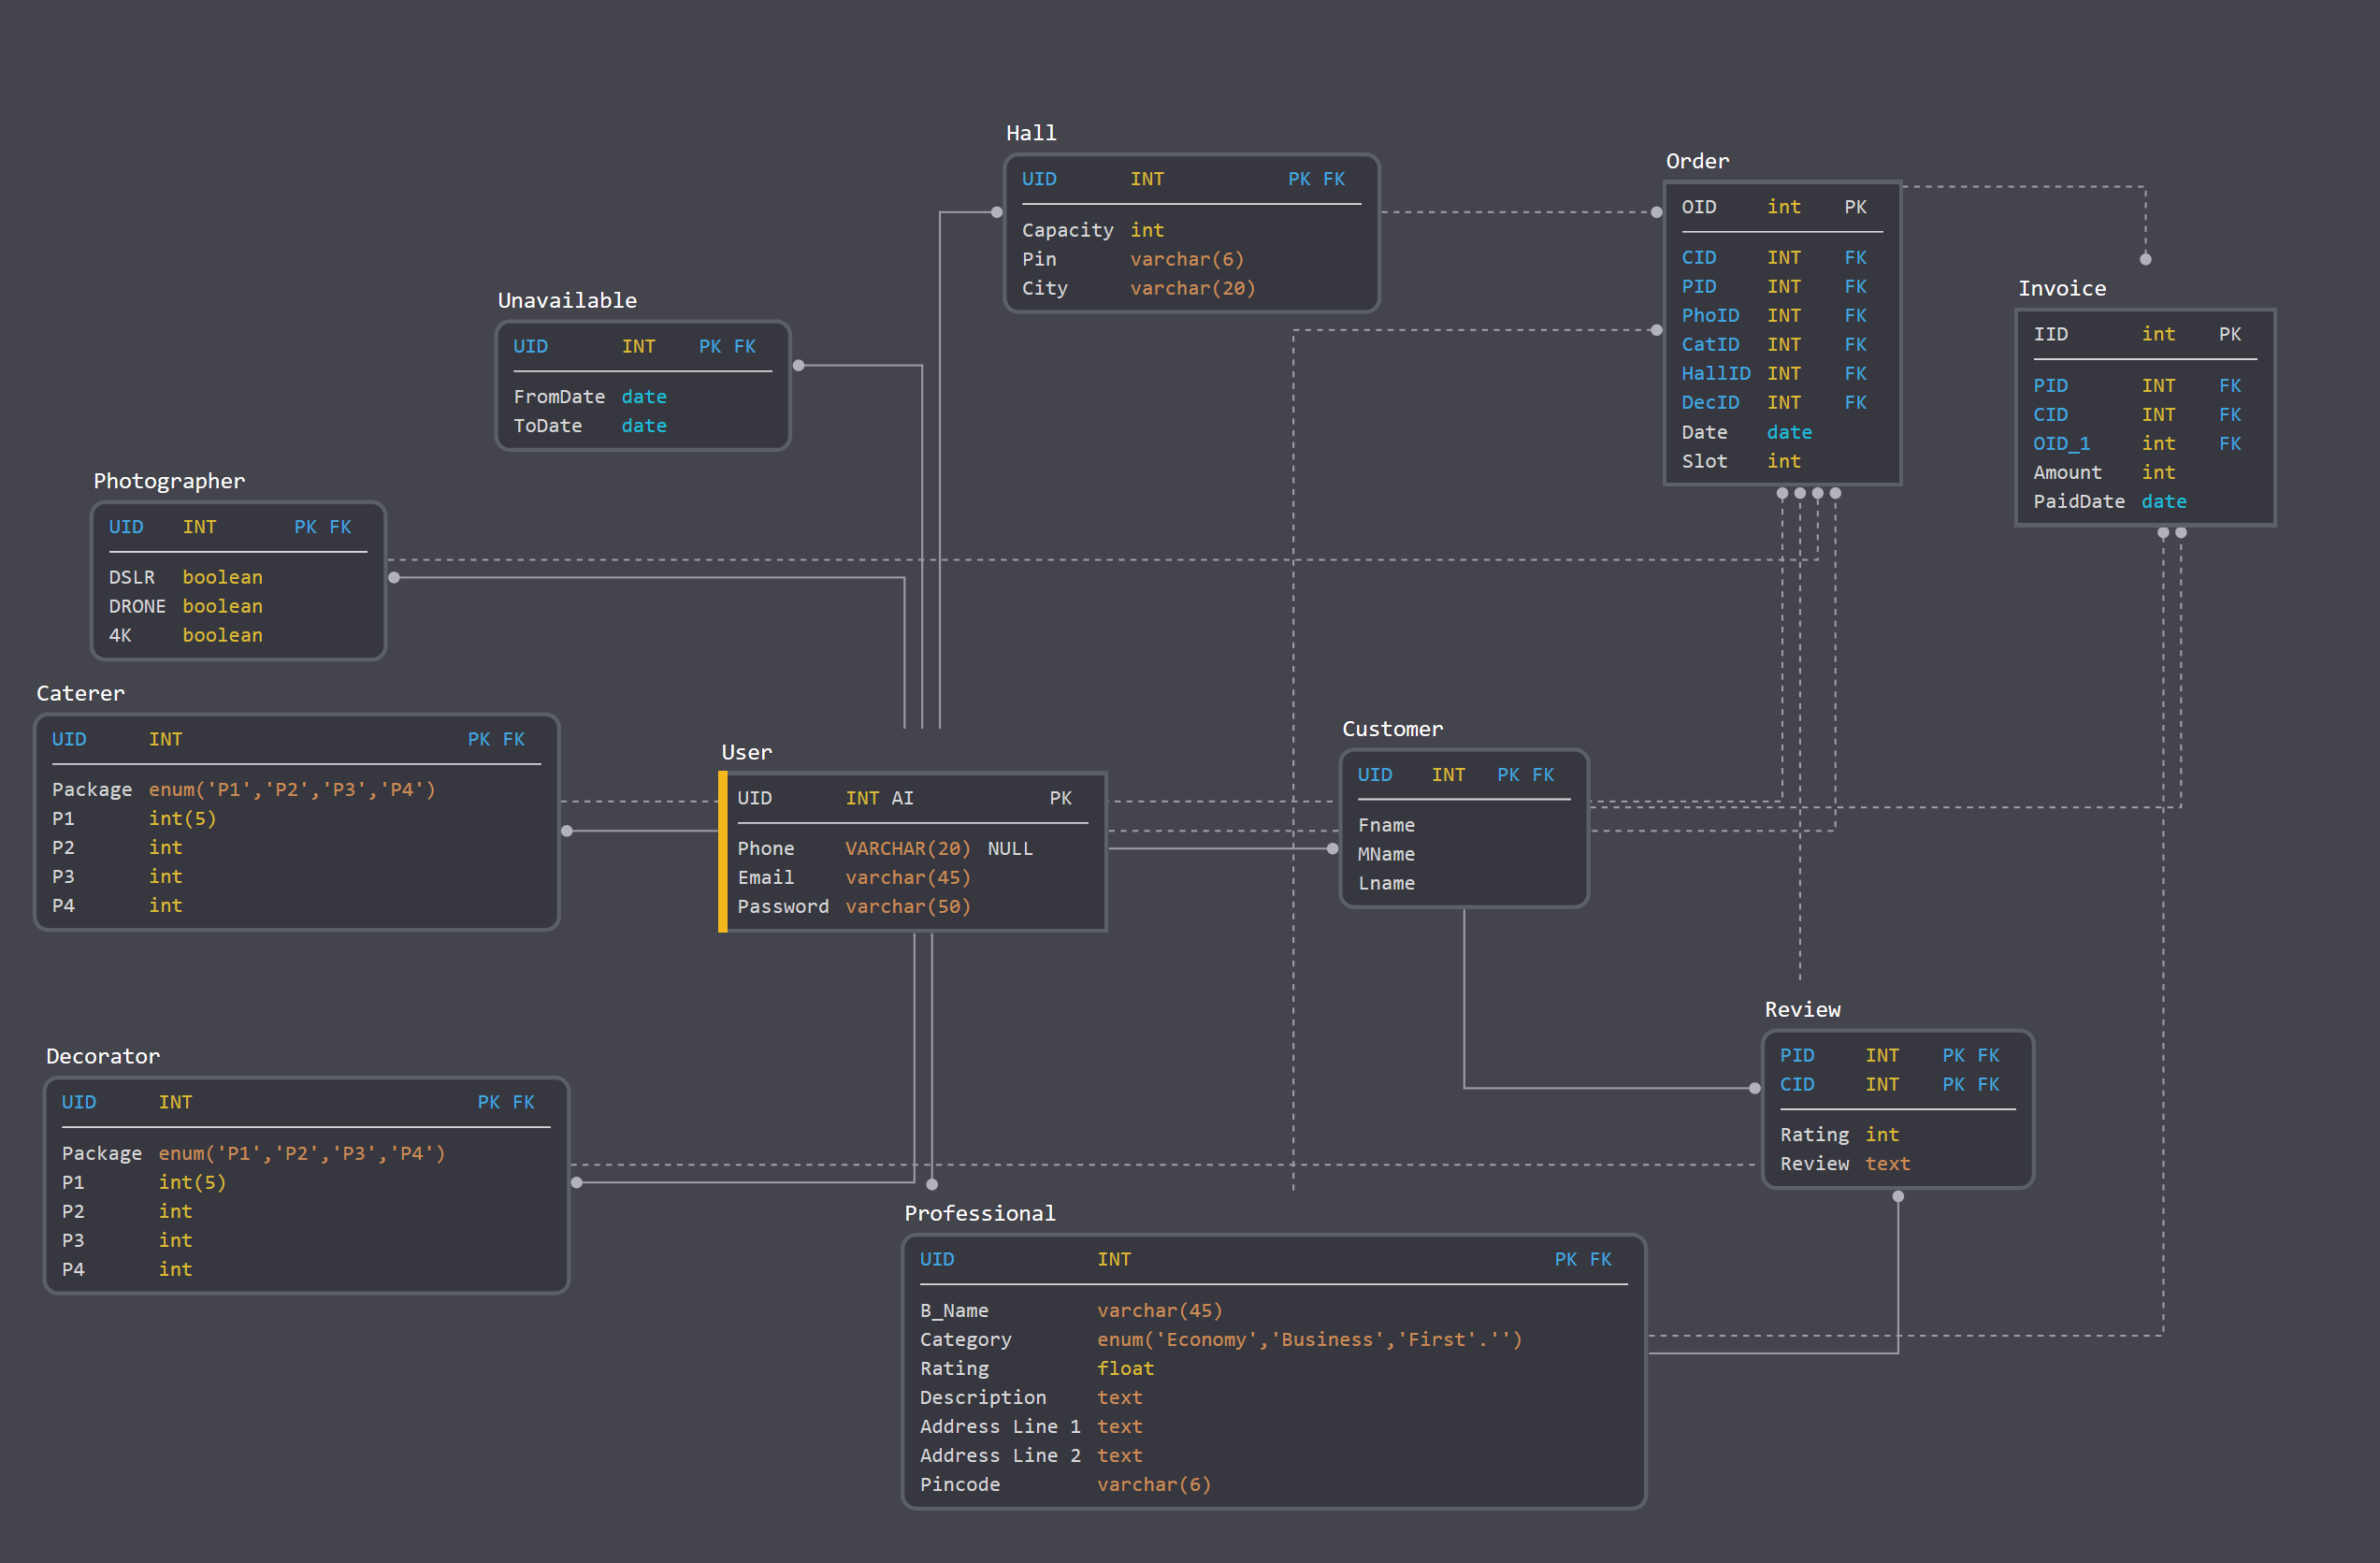 Hall
UID INT PK FK
Capacity int
Pin varchar(6)
City varchar(20)
Order
OID int PK
CID INT FK
PID INT FK
PhoID INT FK
CatID INT FK
HallID INT FK
DecID INT FK
Date date
Slot int
Invoice
IID int PK
PID INT FK
CID INT FK
OID_1 int FK
Amount int
PaidDate date
Unavailable
UID INT PK FK
FromDate date
ToDate date
Photographer
UID INT PK FK
DSLR boolean
DRONE boolean
4K boolean
Caterer
UID INT PK FK
Package enum('P1','P2','P3','P4')
P1 int(5)
P2 int
P3 int
P4 int
User
UID INT AI PK
Phone VARCHAR(20) NULL
Email varchar(45)
Password varchar(50)
Customer
UID INT PK FK
Fname
MName
Lname
Review
PID INT PK FK
CID INT PK FK
Rating int
Review text
Decorator
UID INT PK FK
Package enum('P1','P2','P3','P4')
P1 int(5)
P2 int
P3 int
P4 int
Professional
UID INT PK FK
B_Name varchar(45)
Category enum('Economy','Business','First'.'')
Rating float
Description text
Address Line 1 text
Address Line 2 text
Pincode varchar(6)